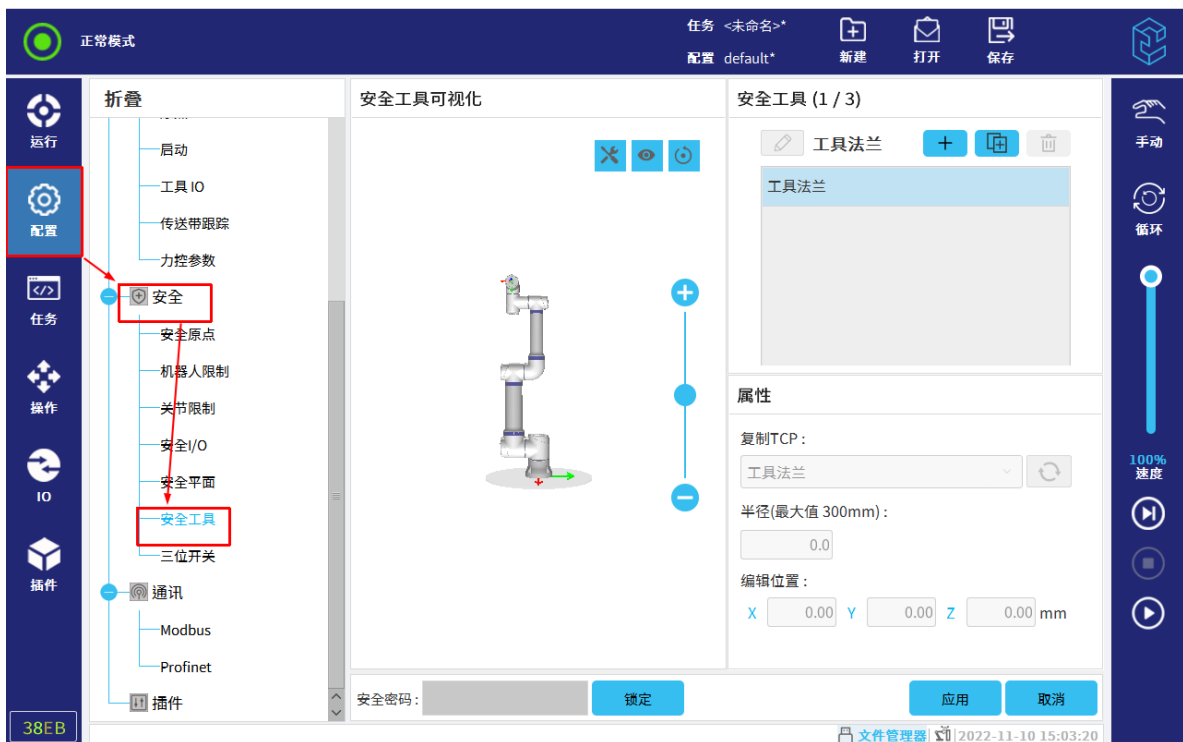 正常模式
任务 <未命名>*
配置 default*
新建
打开
保存
运行
配置
任务
操作
IO
插件
38EB
折叠
启动
工具 IO
传送带跟踪
力控参数
安全
安全原点
机器人限制
关节限制
安全I/O
安全平面
安全工具
三位开关
通讯
Modbus
Profinet
插件
安全工具可视化
安全工具 (1 / 3)
工具法兰
工具法兰
属性
复制TCP :
工具法兰
半径(最大值 300mm) :
0.0
编辑位置 :
X 0.00 Y 0.00 Z 0.00 mm
安全密码 :
锁定
应用
取消
文件管理器
2022-11-10 15:03:20
手动
循环
100%
速度